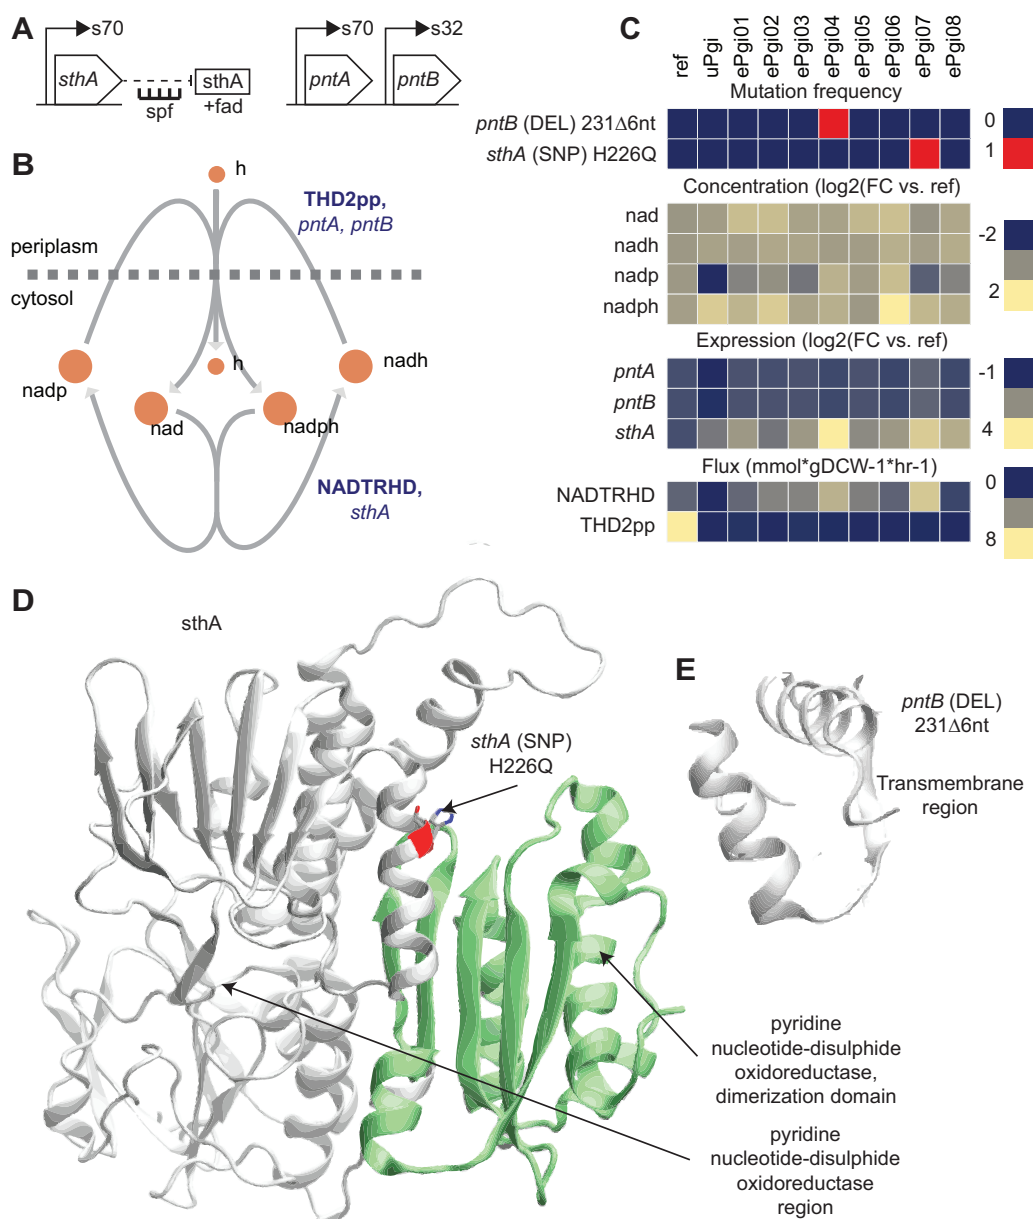 A
s70
sthA
spf
sthA
+fad
s70
s32
pntA
pntB
B
h
THD2pp,
pntA, pntB
periplasm
cytosol
h
nadh
nadp
nad
nadph
NADTRHD,
sthA
C
ref
uPgi
ePgi01
ePgi02
ePgi03
ePgi04
ePgi05
ePgi06
ePgi07
ePgi08
Mutation frequency
pntB (DEL) 231Δ6nt
sthA (SNP) H226Q
0
1
Concentration (log2(FC vs. ref)
nad
nadh
nadp
nadph
-2
2
Expression (log2(FC vs. ref)
pntA
pntB
sthA
-1
4
Flux (mmol*gDCW-1*hr-1)
NADTRHD
THD2pp
0
8
D
sthA
sthA (SNP)
H226Q
pyridine
nucleotide-disulphide
oxidoreductase,
dimerization domain
pyridine
nucleotide-disulphide
oxidoreductase
region
E
pntB (DEL)
231Δ6nt
Transmembrane
region